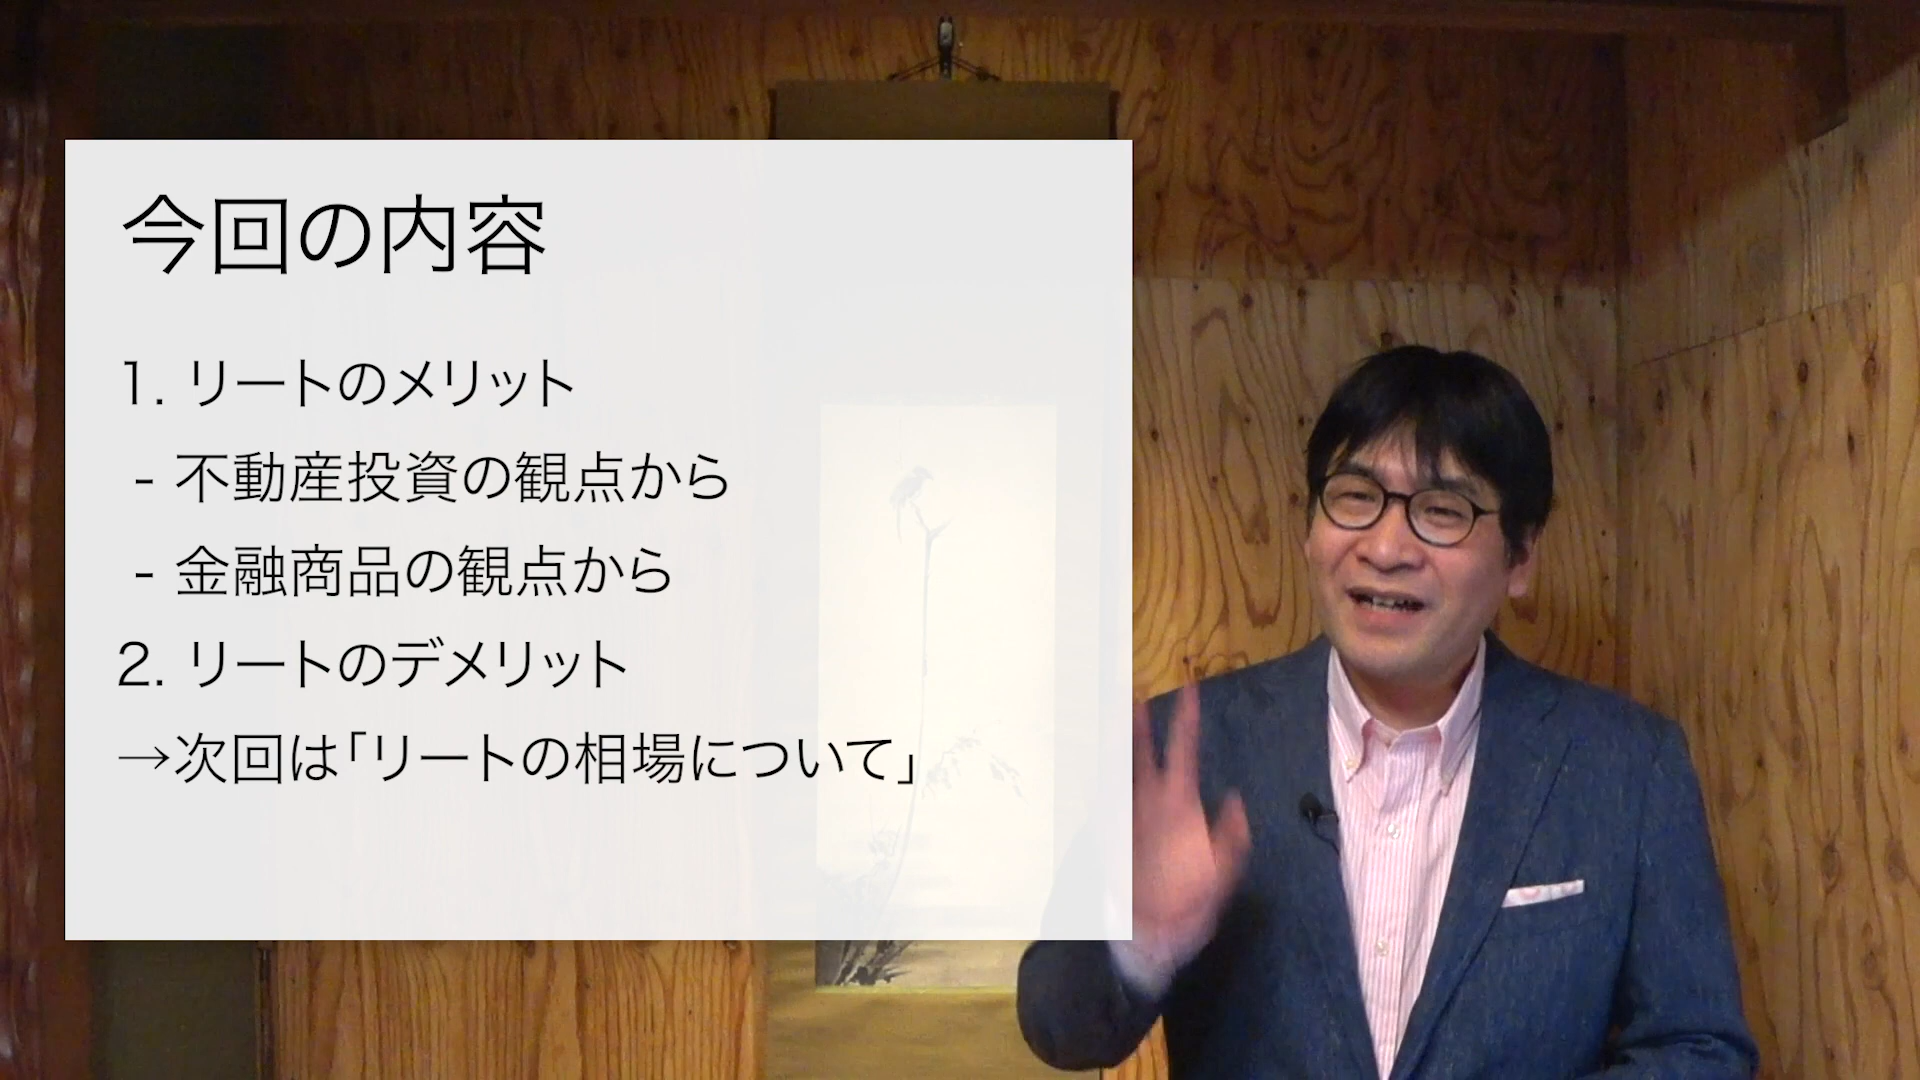 今回の内容
1. リートのメリット
- 不動産投資の観点から
- 金融商品の観点から
2. リートのデメリット
→次回は「リートの相場について」